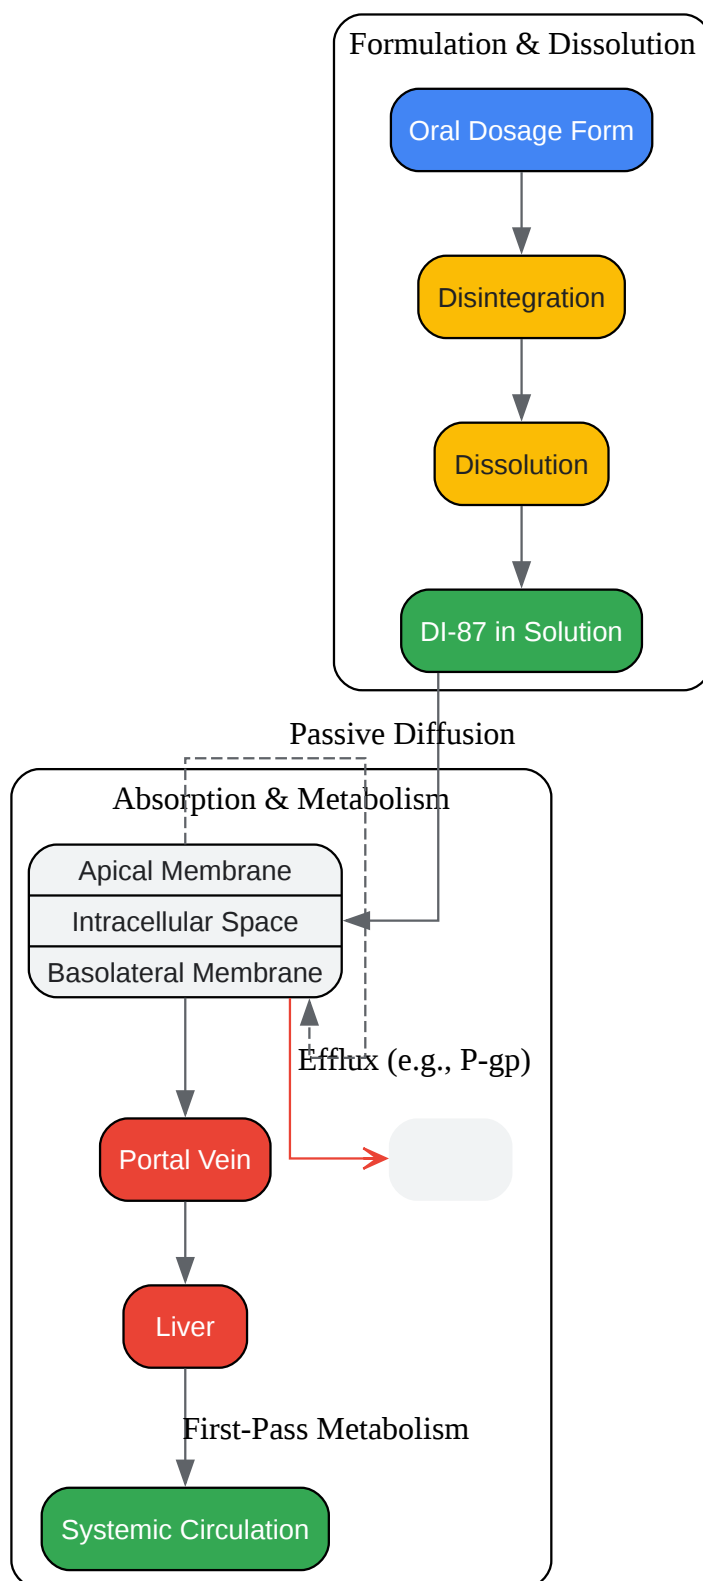 Formulation & Dissolution
Oral Dosage Form
Disintegration
Dissolution
DI-87 in Solution
Passive Diffusion
Absorption & Metabolism
Apical Membrane
Intracellular Space
Basolateral Membrane
Efflux (e.g., P-gp)
Portal Vein
Liver
First-Pass Metabolism
Systemic Circulation